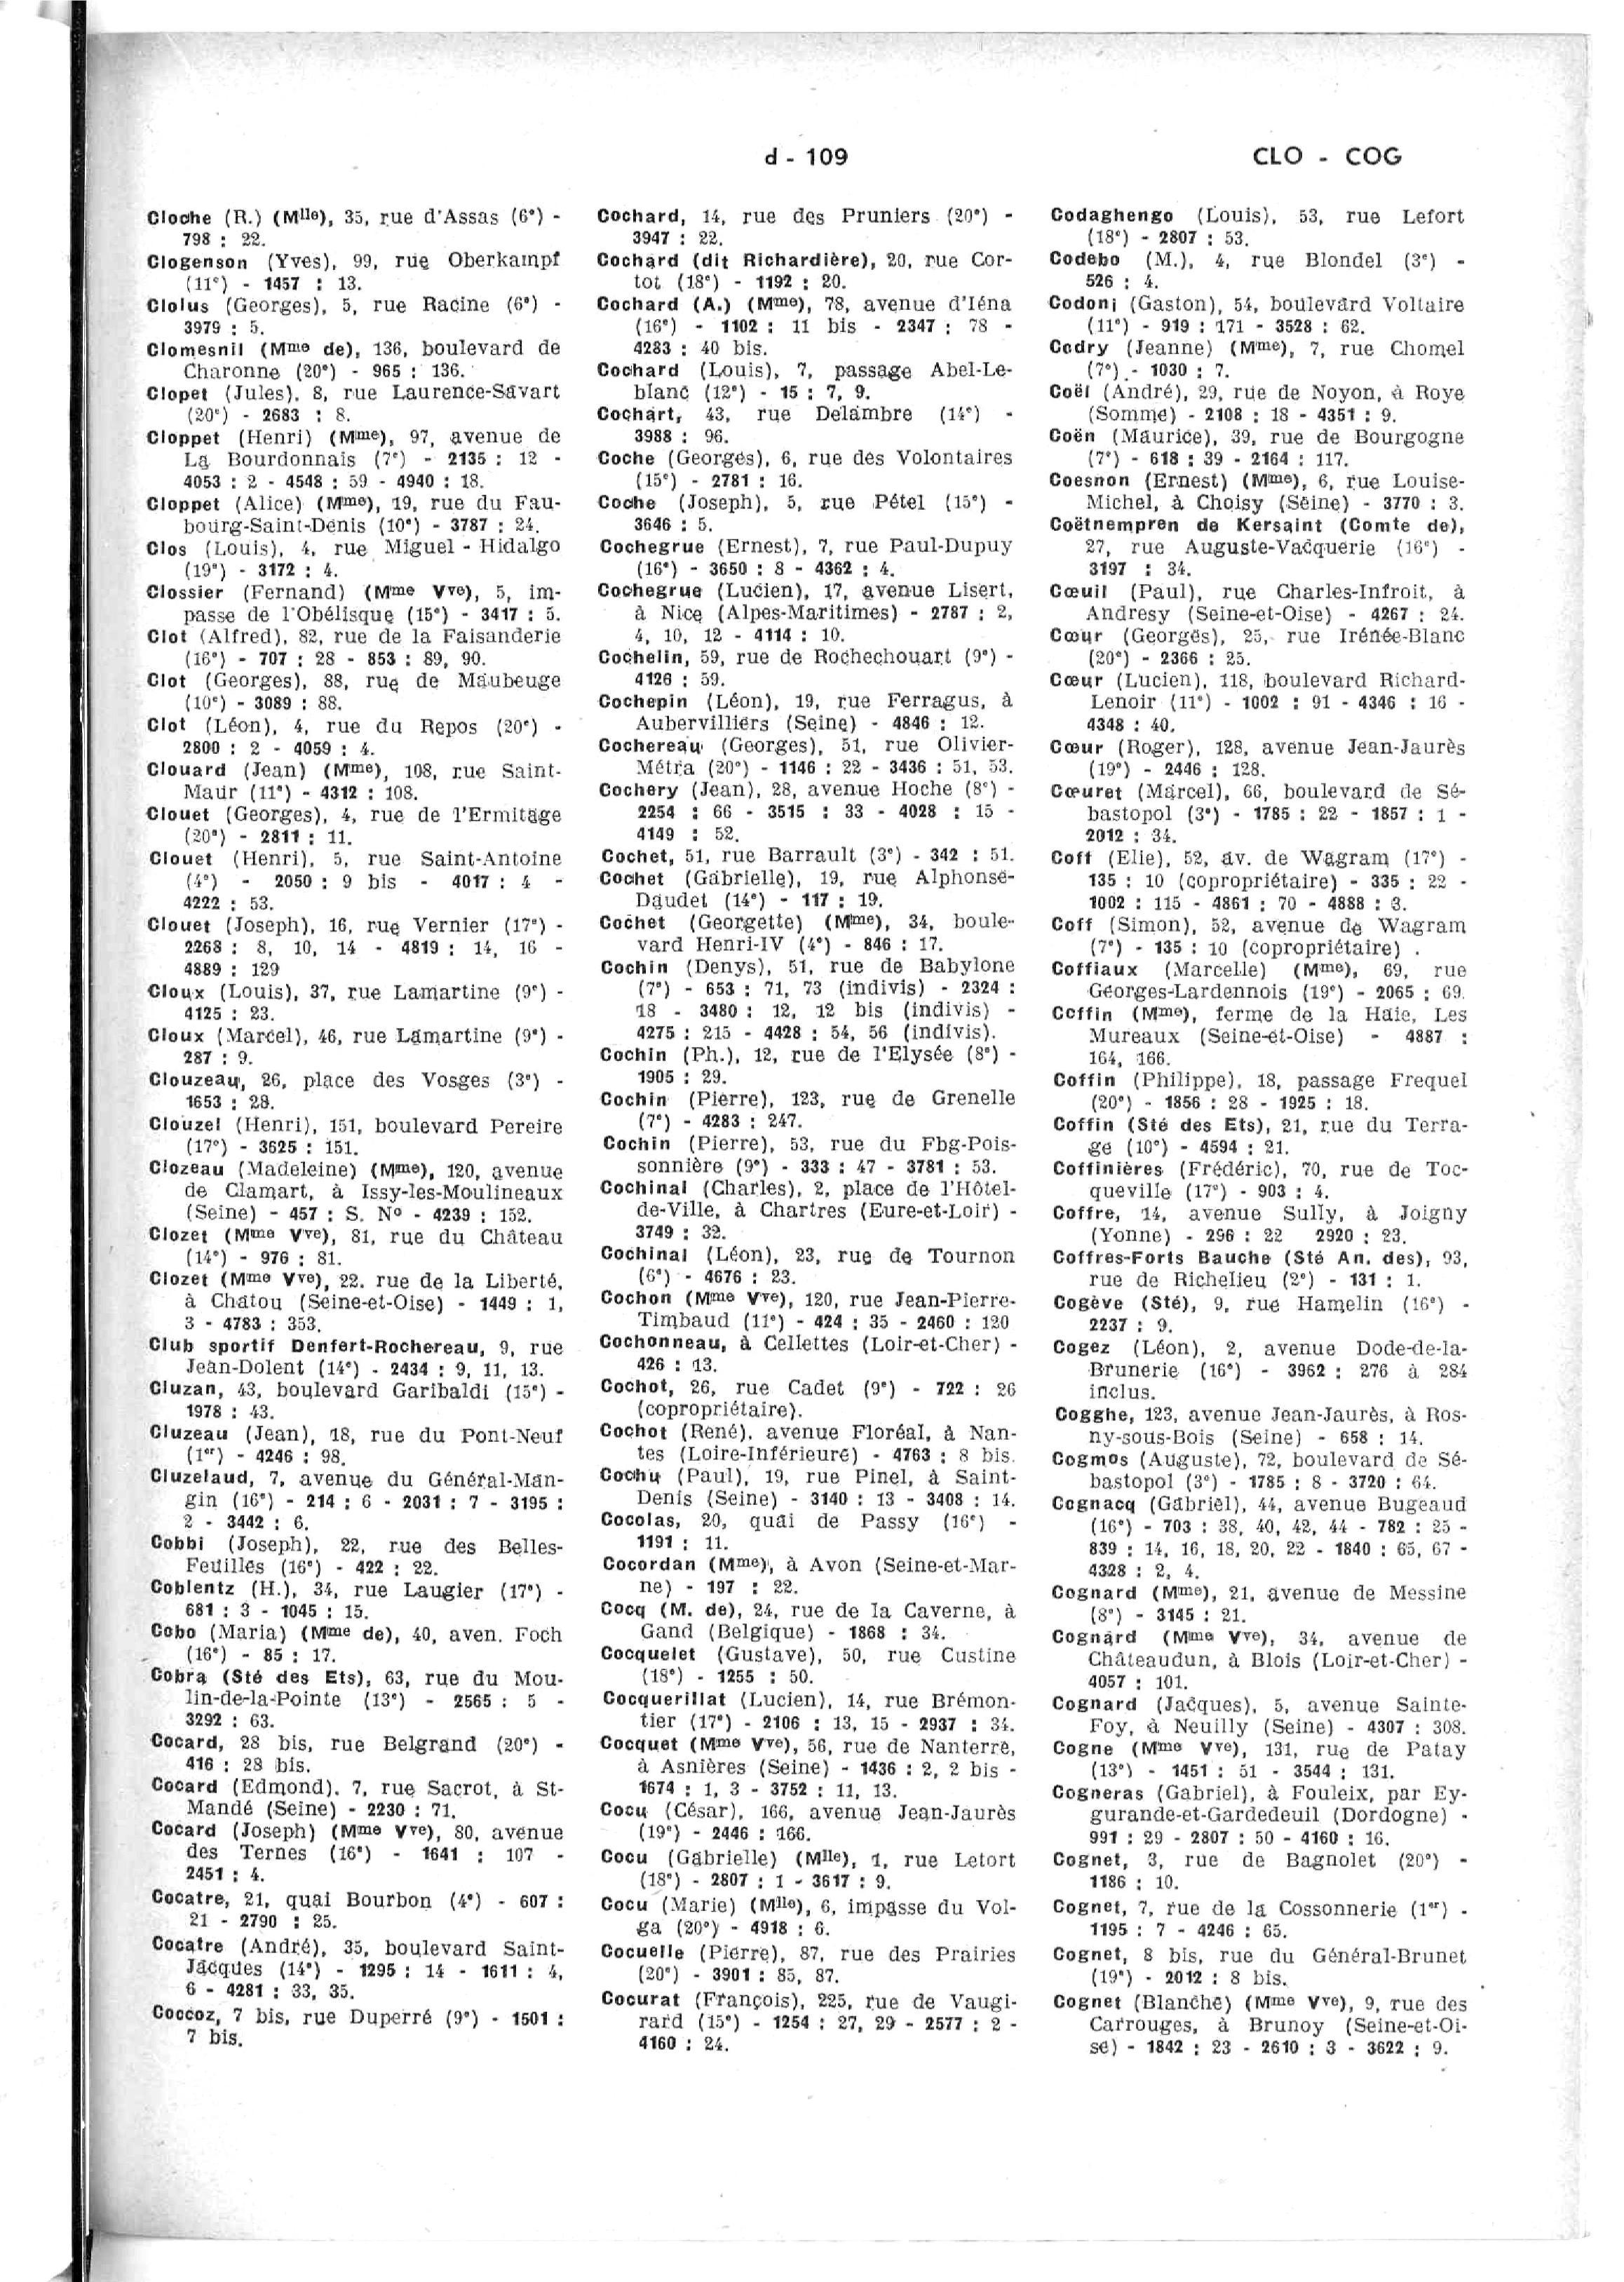 d - 109
CLO - COG
Cloche (R.) (Mlle), 35, rue d'Assas (6e) -
798 : 22.
Clogenson (Yves), 99, rue Oberkampf
(11e) - 1457 : 13.
Clolus (Georges), 5, rue Racine (6e) -
3979 : 5.
Clomesnil (Mme de), 136, boulevard de
Charonne (20e) - 965 : 136.
Clopet (Jules), 8, rue Laurence-Savart
(20e) - 2683 : 8.
Cloppet (Henri) (Mme), 97, avenue de
La Bourdonnais (7e) - 2135 : 12 -
4053 : 2 - 4548 : 59 - 4940 : 18.
Cloppet (Alice) (Mme), 19, rue du Fau-
bourg-Saint-Denis (10e) - 3787 : 24.
Clos (Louis), 4, rue Miguel - Hidalgo
(19e) - 3172 : 4.
Clossier (Fernand) (Mme Vve), 5, im-
passe de l'Obélisque (15e) - 3417 : 5.
Clot (Alfred), 82, rue de la Faisanderie
(16e) - 707 : 28 - 853 : 89, 90.
Clot (Georges), 88, rue de Maubeuge
(10e) - 3089 : 88.
Clot (Léon), 4, rue du Repos (20e) -
2800 : 2 - 4059 : 4.
Clouard (Jean) (Mme), 108, rue Saint-
Maur (11e) - 4312 : 108.
Clouet (Georges), 4, rue de l'Ermitage
(20e) - 2811 : 11.
Clouet (Henri), 5, rue Saint-Antoine
(4e) - 2050 : 9 bis - 4017 : 4 -
4222 : 53.
Clouet (Joseph), 16, rue Vernier (17e) -
2268 : 8, 10, 14 - 4819 : 14, 16 -
4889 : 129
Cloux (Louis), 37, rue Lamartine (9e) -
4125 : 23.
Cloux (Marcel), 46, rue Lamartine (9e) -
287 : 9.
Clouzeau, 26, place des Vosges (3e) -
1653 : 28.
Clouzel (Henri), 151, boulevard Pereire
(17e) - 3625 : 151.
Clozeau (Madeleine) (Mme), 120, avenue
de Clamart, à Issy-les-Moulineaux
(Seine) - 457 : S. No - 4239 : 152.
Clozet (Mme Vve), 81, rue du Château
(14e) - 976 : 81.
Clozet (Mme Vve), 22, rue de la Liberté,
à Chatou (Seine-et-Oise) - 1449 : 1,
3 - 4783 : 353.
Club sportif Denfert-Rochereau, 9, rue
Jean-Dolent (14e) - 2434 : 9, 11, 13.
Cluzan, 43, boulevard Garibaldi (15e) -
1978 : 43.
Cluzeau (Jean), 18, rue du Pont-Neuf
(1er) - 4246 : 98.
Cluzelaud, 7, avenue du Général-Man-
gin (16e) - 214 : 6 - 2031 : 7 - 3195 :
2 - 3442 : 6.
Cobbi (Joseph), 22, rue des Belles-
Feuilles (16e) - 422 : 22.
Coblentz (H.), 34, rue Laugier (17e) -
681 : 3 - 1045 : 15.
Cobo (Maria) (Mme de), 40, aven. Foch
(16e) - 85 : 17.
Cobra (Sté des Ets), 63, rue du Mou-
lin-de-la-Pointe (13e) - 2565 : 5 -
3292 : 63.
Cocard, 28 bis, rue Belgrand (20e) -
416 : 28 bis.
Cocard (Edmond), 7, rue Sacrot, à St-
Mandé (Seine) - 2230 : 71.
Cocard (Joseph) (Mme Vve), 80, avenue
des Ternes (16e) - 1641 : 107 -
2451 : 4.
Cocatre, 21, quai Bourbon (4e) - 607 :
21 - 2790 : 25.
Cocatre (André), 35, boulevard Saint-
Jacques (14e) - 1295 : 14 - 1611 : 4,
6 - 4281 : 33, 35.
Coccoz, 7 bis, rue Duperré (9e) - 1501 :
7 bis.
Cochard, 14, rue des Pruniers (20e) -
3947 : 22.
Cochard (dit Richardière), 20, rue Cor-
tot (18e) - 1192 : 20.
Cochard (A.) (Mme), 78, avenue d'Iéna
(16e) - 1102 : 11 bis - 2347 : 78 -
4283 : 40 bis.
Cochard (Louis), 7, passage Abel-Le-
blanc (12e) - 15 : 7, 9.
Cochart, 43, rue Delambre (14e) -
3988 : 96.
Coche (Georges), 6, rue des Volontaires
(15e) - 2781 : 16.
Coche (Joseph), 5, rue Pétel (15e) -
3646 : 5.
Cochegrue (Ernest), 7, rue Paul-Dupuy
(16e) - 3650 : 8 - 4362 : 4.
Cochegrue (Lucien), 17, avenue Lisert,
à Nice (Alpes-Maritimes) - 2787 : 2,
4, 10, 12 - 4114 : 10.
Cochelin, 59, rue de Rochechouart (9e) -
4126 : 59.
Cochepin (Léon), 19, rue Ferragus, à
Aubervilliers (Seine) - 4846 : 12.
Cochereau (Georges), 51, rue Olivier-
Métra (20e) - 1146 : 22 - 3436 : 51, 53.
Cochery (Jean), 28, avenue Hoche (8e) -
2254 : 66 - 3515 : 33 - 4028 : 15 -
4149 : 52.
Cochet, 51, rue Barrault (3e) - 342 : 51.
Cochet (Gabrielle), 19, rue Alphonse-
Daudet (14e) - 117 : 19.
Cochet (Georgette) (Mme), 34, boule-
vard Henri-IV (4e) - 846 : 17.
Cochin (Denys), 51, rue de Babylone
(7e) - 653 : 71, 73 (indivis) - 2324 :
18 - 3480 : 12, 12 bis (indivis) -
4275 : 215 - 4428 : 54, 56 (indivis).
Cochin (Ph.), 12, rue de l'Elysée (8e) -
1905 : 29.
Cochin (Pierre), 123, rue de Grenelle
(7e) - 4283 : 247.
Cochin (Pierre), 53, rue du Fbg-Pois-
sonnière (9e) - 333 : 47 - 3781 : 53.
Cochinal (Charles), 2, place de l'Hôtel-
de-Ville, à Chartres (Eure-et-Loir) -
3749 : 32.
Cochinal (Léon), 23, rue de Tournon
(6e) - 4676 : 23.
Cochon (Mme Vve), 120, rue Jean-Pierre-
Timbaud (11e) - 424 : 35 - 2460 : 120
Cochonneau, à Cellettes (Loir-et-Cher) -
426 : 13.
Cochot, 26, rue Cadet (9e) - 722 : 26
(copropriétaire).
Cochot (René), avenue Floréal, à Nan-
tes (Loire-Inférieure) - 4763 : 8 bis.
Cochu (Paul), 19, rue Pinel, à Saint-
Denis (Seine) - 3140 : 13 - 3408 : 14.
Cocolas, 20, quai de Passy (16e) -
1191 : 11.
Cocordan (Mme), à Avon (Seine-et-Mar-
ne) - 197 : 22.
Cocq (M. de), 24, rue de la Caverne, à
Gand (Belgique) - 1868 : 34.
Cocquelet (Gustave), 50, rue Custine
(18e) - 1255 : 50.
Cocquerillat (Lucien), 14, rue Brémon-
tier (17e) - 2106 : 13, 15 - 2937 : 34.
Cocquet (Mme Vve), 56, rue de Nanterre,
à Asnières (Seine) - 1436 : 2, 2 bis -
1674 : 1, 3 - 3752 : 11, 13.
Cocu (César), 166, avenue Jean-Jaurès
(19e) - 2446 : 166.
Cocu (Gabrielle) (Mlle), 1, rue Letort
(18e) - 2807 : 1 - 3617 : 9.
Cocu (Marie) (Mlle), 6, impasse du Vol-
ga (20e) - 4918 : 6.
Cocuelle (Pierre), 87, rue des Prairies
(20e) - 3901 : 85, 87.
Cocurat (François), 225, rue de Vaugi-
rard (15e) - 1254 : 27, 29 - 2577 : 2 -
4160 : 24.
Codaghengo (Louis), 53, rue Lefort
(18e) - 2807 : 53.
Codebo (M.), 4, rue Blondel (3e) -
526 : 4.
Codoni (Gaston), 54, boulevard Voltaire
(11e) - 919 : 171 - 3528 : 62.
Codry (Jeanne) (Mme), 7, rue Chomel
(7e) - 1030 : 7.
Coël (André), 29, rue de Noyon, à Roye
(Somme) - 2108 : 18 - 4351 : 9.
Coën (Maurice), 39, rue de Bourgogne
(7e) - 618 : 39 - 2164 : 117.
Coesnon (Ernest) (Mme), 6, rue Louise-
Michel, à Choisy (Seine) - 3770 : 3.
Coëtnempren de Kersaint (Comte de),
27, rue Auguste-Vacquerie (16e) -
3197 : 34.
Cœuil (Paul), rue Charles-Infroit, à
Andresy (Seine-et-Oise) - 4267 : 24.
Cœur (Georges), 25, rue Irénée-Blanc
(20e) - 2366 : 25.
Cœur (Lucien), 118, boulevard Richard-
Lenoir (11e) - 1002 : 91 - 4346 : 16 -
4348 : 40.
Cœur (Roger), 128, avenue Jean-Jaurès
(19e) - 2446 : 128.
Cœuret (Marcel), 66, boulevard de Sé-
bastopol (3e) - 1785 : 22 - 1857 : 1 -
2012 : 34.
Coff (Elie), 52, av. de Wagram (17e) -
135 : 10 (copropriétaire) - 335 : 22 -
1002 : 115 - 4861 : 70 - 4888 : 3.
Coff (Simon), 52, avenue de Wagram
(7e) - 135 : 10 (copropriétaire) .
Coffiaux (Marcelle) (Mme), 69, rue
Georges-Lardennois (19e) - 2065 : 69.
Coffin (Mme), ferme de la Haie, Les
Mureaux (Seine-et-Oise) - 4887 :
164, 166.
Coffin (Philippe), 18, passage Frequel
(20e) - 1856 : 28 - 1925 : 18.
Coffin (Sté des Ets), 21, rue du Terra-
ge (10e) - 4594 : 21.
Coffinières (Frédéric), 70, rue de Toc-
queville (17e) - 903 : 4.
Coffre, 14, avenue Sully, à Joigny
(Yonne) - 296 : 22 2920 : 23.
Coffres-Forts Bauche (Sté An. des), 93,
rue de Richelieu (2e) - 131 : 1.
Cogève (Sté), 9, rue Hamelin (16e) -
2237 : 9.
Cogez (Léon), 2, avenue Dode-de-la-
Brunerie (16e) - 3962 : 276 à 284
inclus.
Cogghe, 123, avenue Jean-Jaurès, à Ros-
ny-sous-Bois (Seine) - 658 : 14.
Cogmos (Auguste), 72, boulevard de Sé-
bastopol (3e) - 1785 : 8 - 3720 : 64.
Cognacq (Gabriel), 44, avenue Bugeaud
(16e) - 703 : 38, 40, 42, 44 - 782 : 25 -
839 : 14, 16, 18, 20, 22 - 1840 : 65, 67 -
4328 : 2, 4.
Cognard (Mme), 21, avenue de Messine
(8e) - 3145 : 21.
Cognard (Mme Vve), 34, avenue de
Châteaudun, à Blois (Loir-et-Cher) -
4057 : 101.
Cognard (Jacques), 5, avenue Sainte-
Foy, à Neuilly (Seine) - 4307 : 308.
Cogne (Mme Vve), 131, rue de Patay
(13e) - 1451 : 51 - 3544 : 131.
Cogneras (Gabriel), à Fouleix, par Ey-
gurande-et-Gardedeuil (Dordogne) -
991 : 29 - 2807 : 50 - 4160 : 16.
Cognet, 3, rue de Bagnolet (20e) -
1186 : 10.
Cognet, 7, rue de la Cossonnerie (1er) -
1195 : 7 - 4246 : 65.
Cognet, 8 bis, rue du Général-Brunet
(19e) - 2012 : 8 bis.
Cognet (Blanche) (Mme Vve), 9, rue des
Carrouges, à Brunoy (Seine-et-Oi-
se) - 1842 : 23 - 2610 : 3 - 3622 : 9.